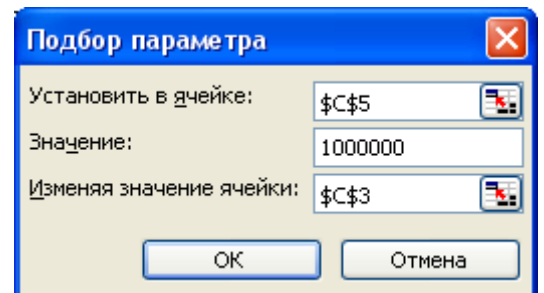 Подбор параметра
Установить в ячейке: $C$5
Значение: 1000000
Изменяя значение ячейки: $C$3
ОК Отмена